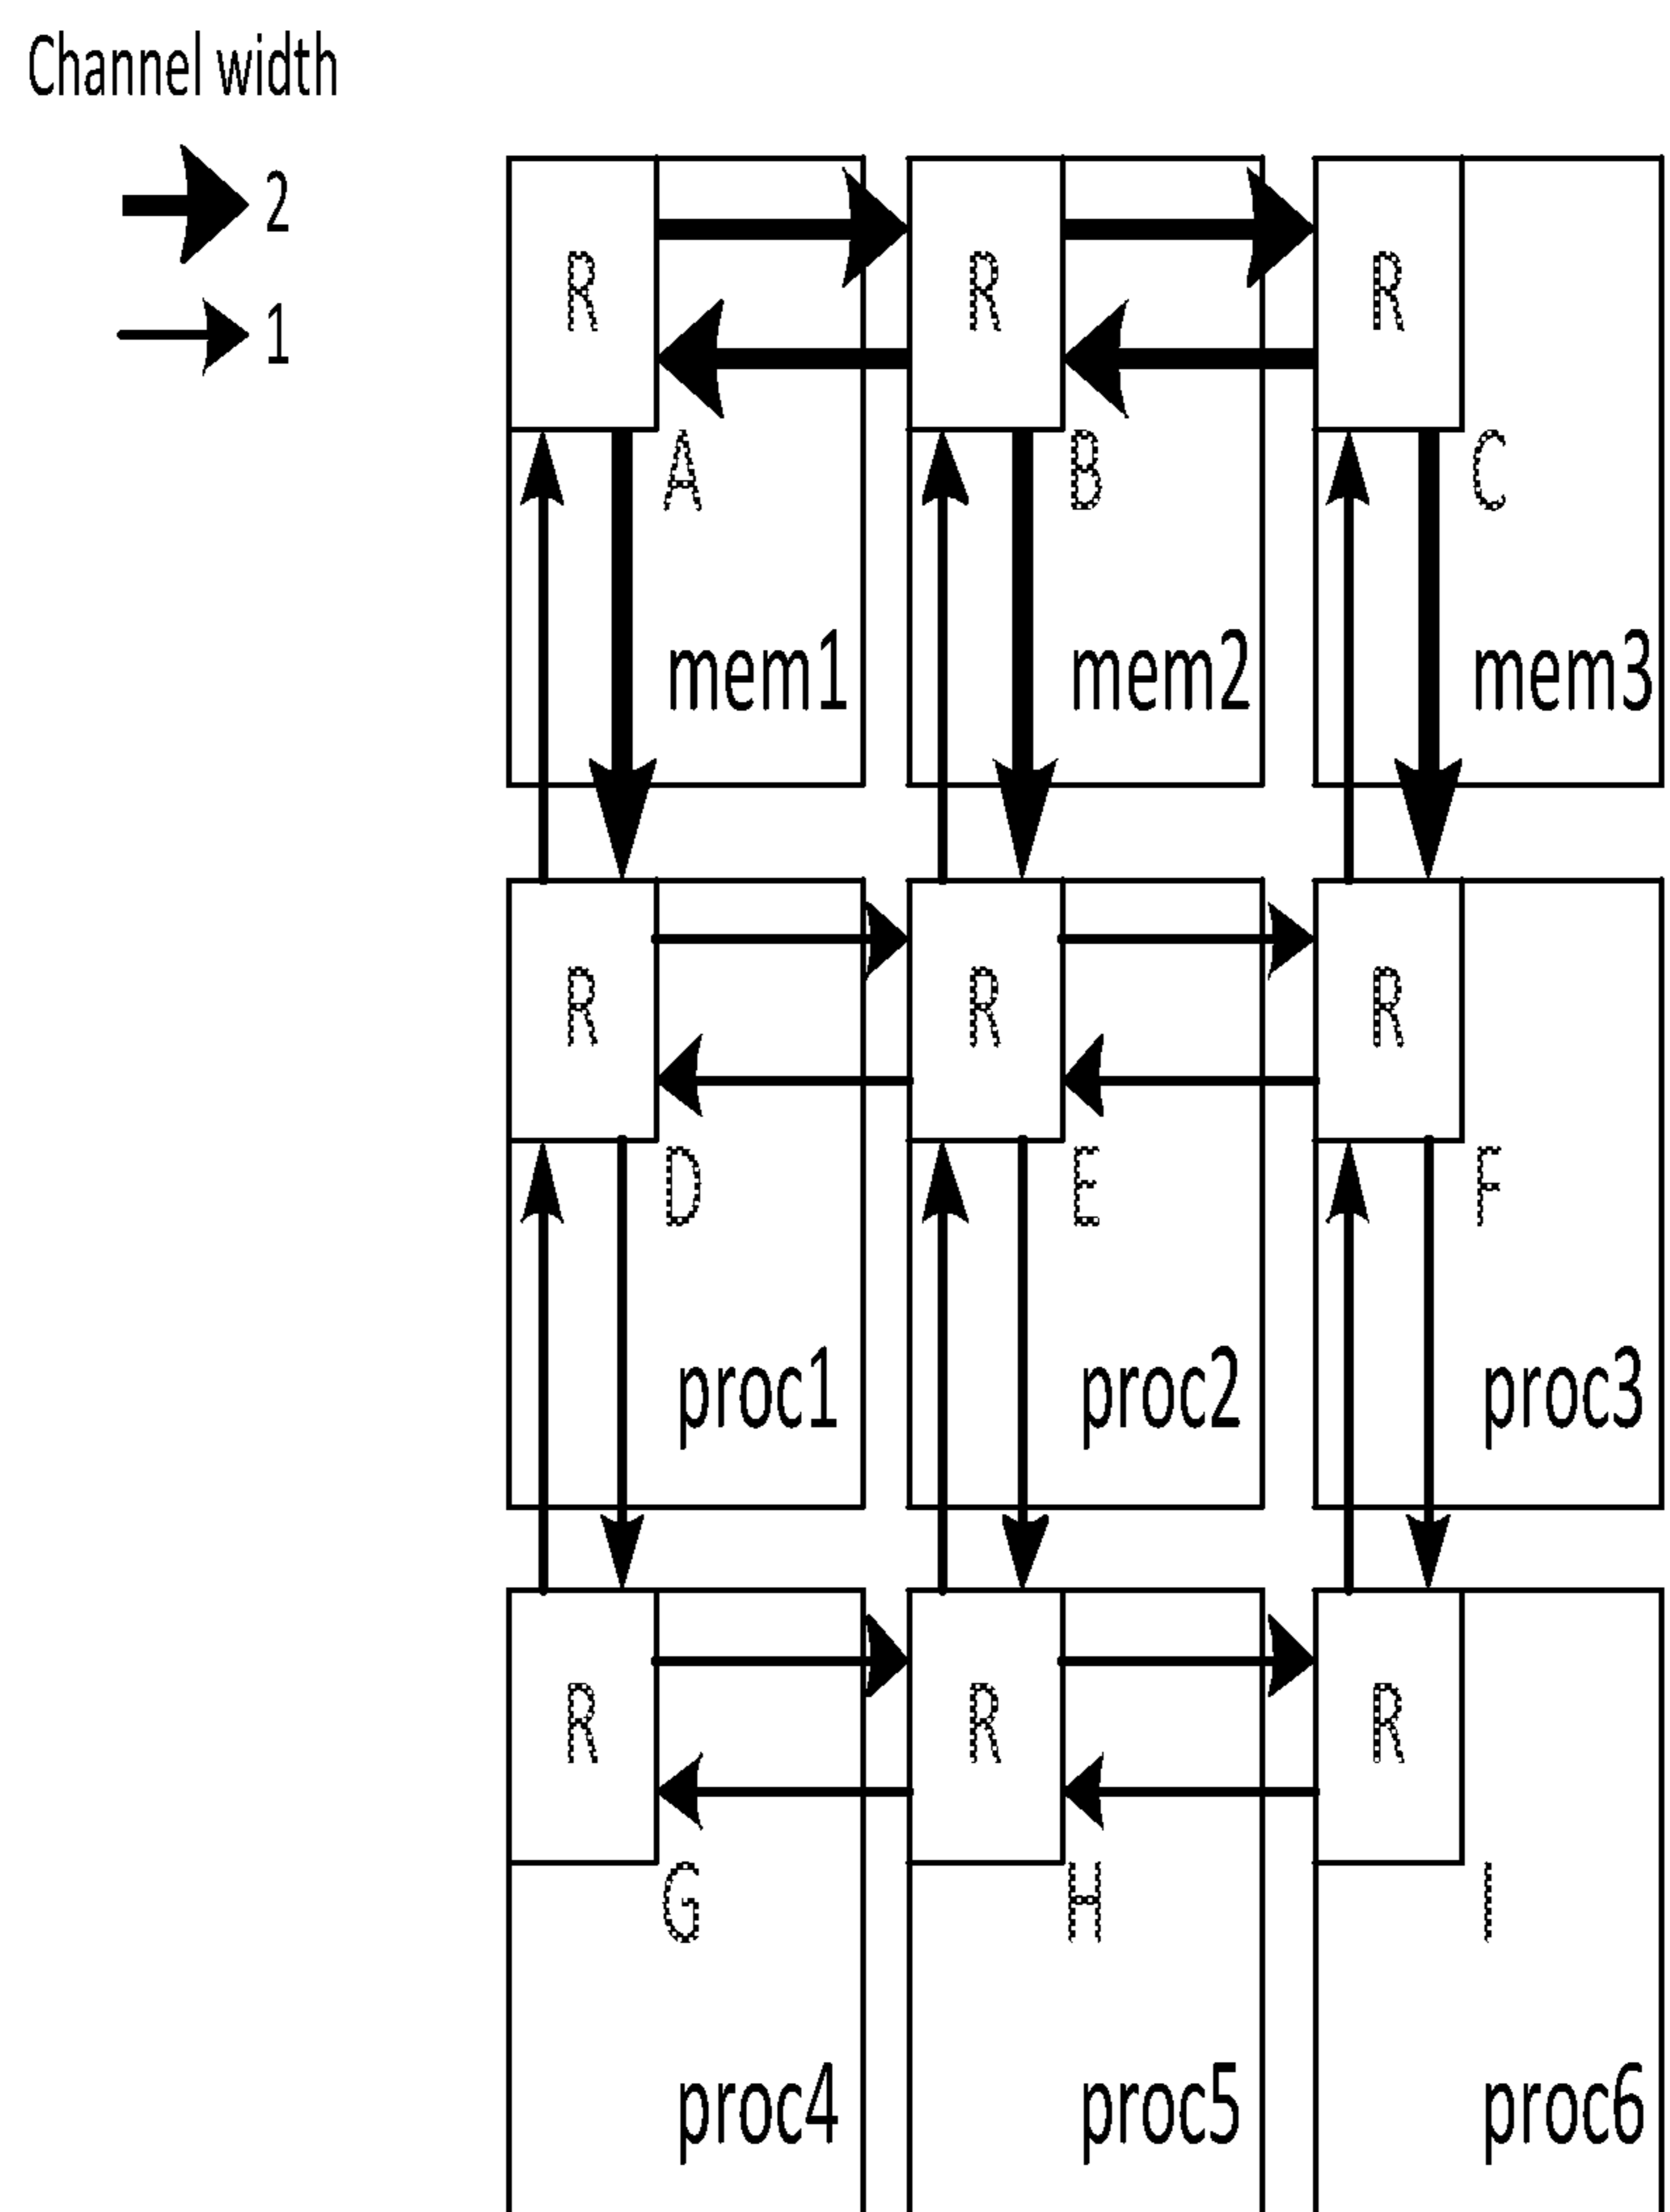 Channel width
2
1
R R R
A B C
mem1 mem2 mem3
R R R
D E F
proc1 proc2 proc3
R R R
G H I
proc4 proc5 proc6